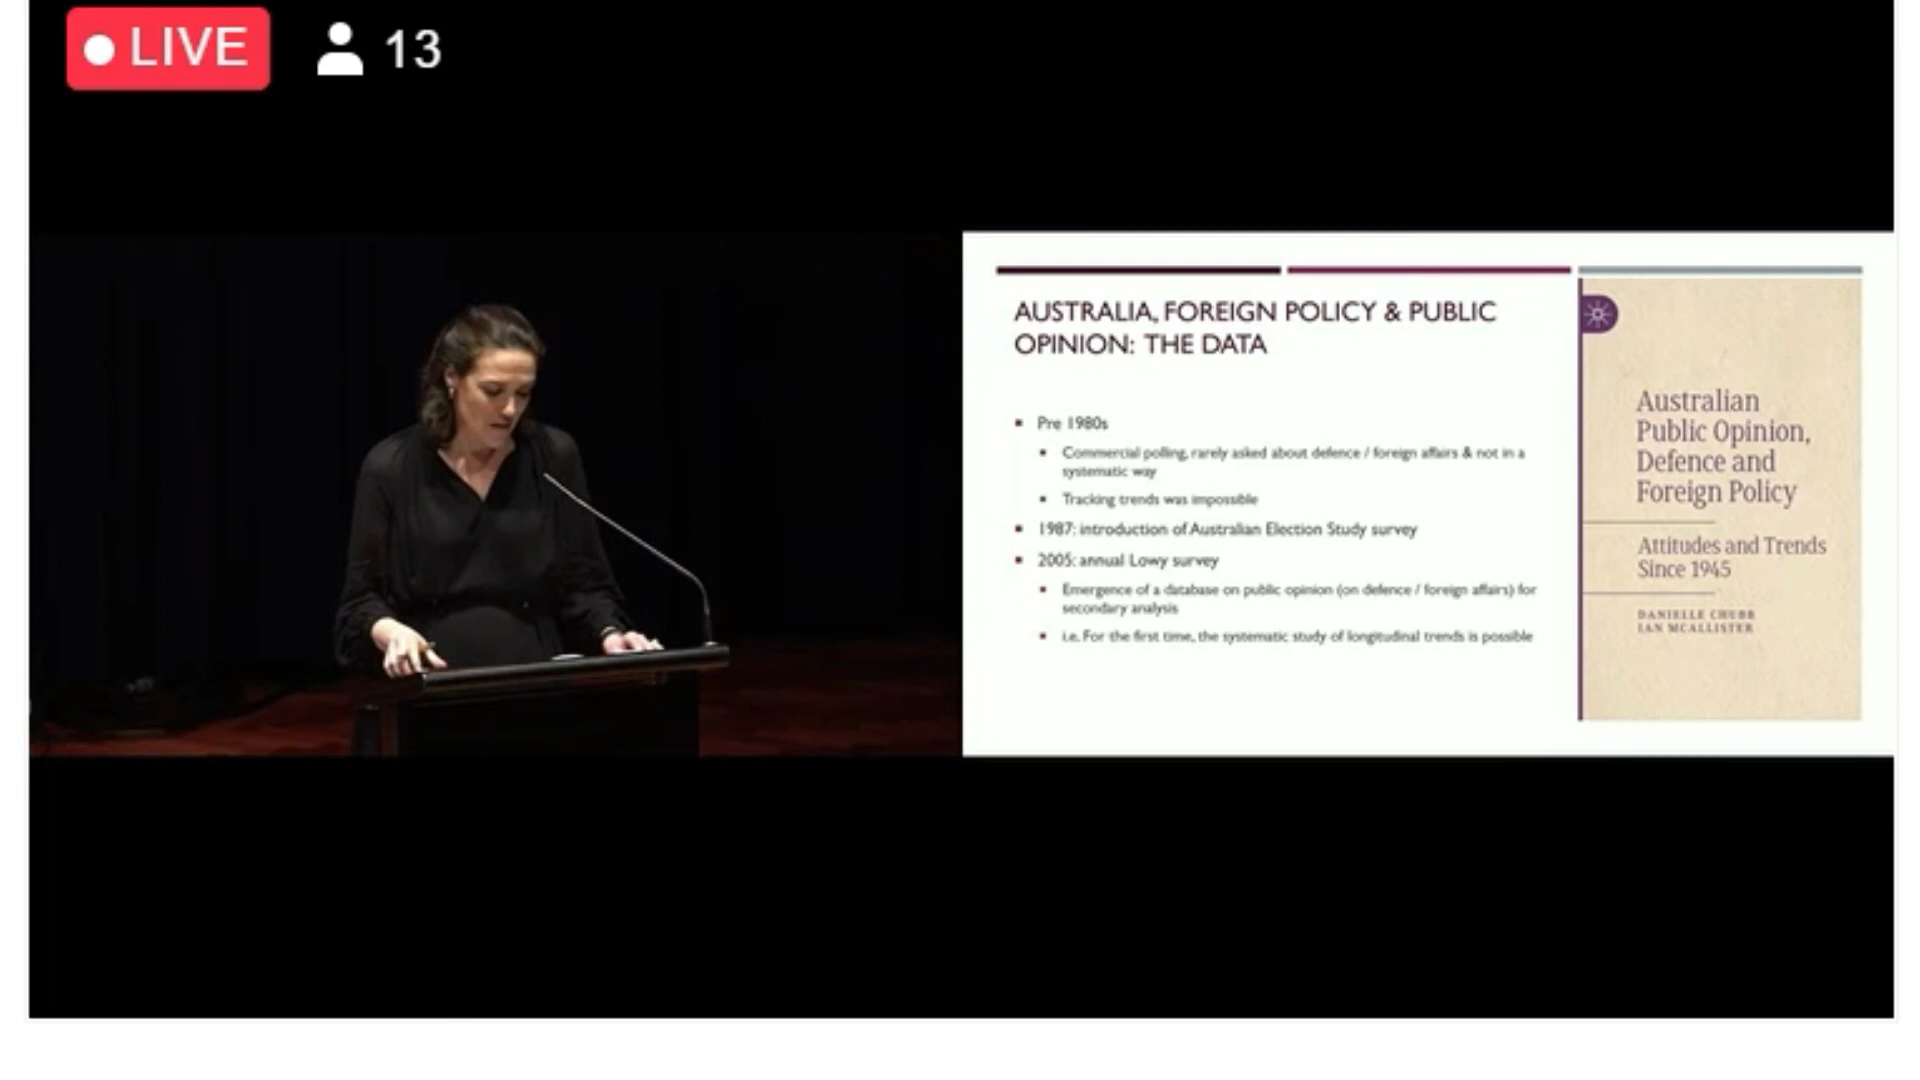 LIVE 13
AUSTRALIA, FOREIGN POLICY & PUBLIC
OPINION: THE DATA
Pre 1980s
Commercial polling, rarely asked about defence / foreign affairs & not in a
systematic way
Tracking trends was impossible
1987: introduction of Australian Election Study survey
2005: annual Lowy survey
Emergence of a database on public opinion (on defence / foreign affairs) for
secondary analysis
i.e. For the first time, the systematic study of longitudinal trends is possible
Australian
Public Opinion,
Defence and
Foreign Policy
Attitudes and Trends
Since 1945
DANIELLE CHUBB
IAN MCALLISTER